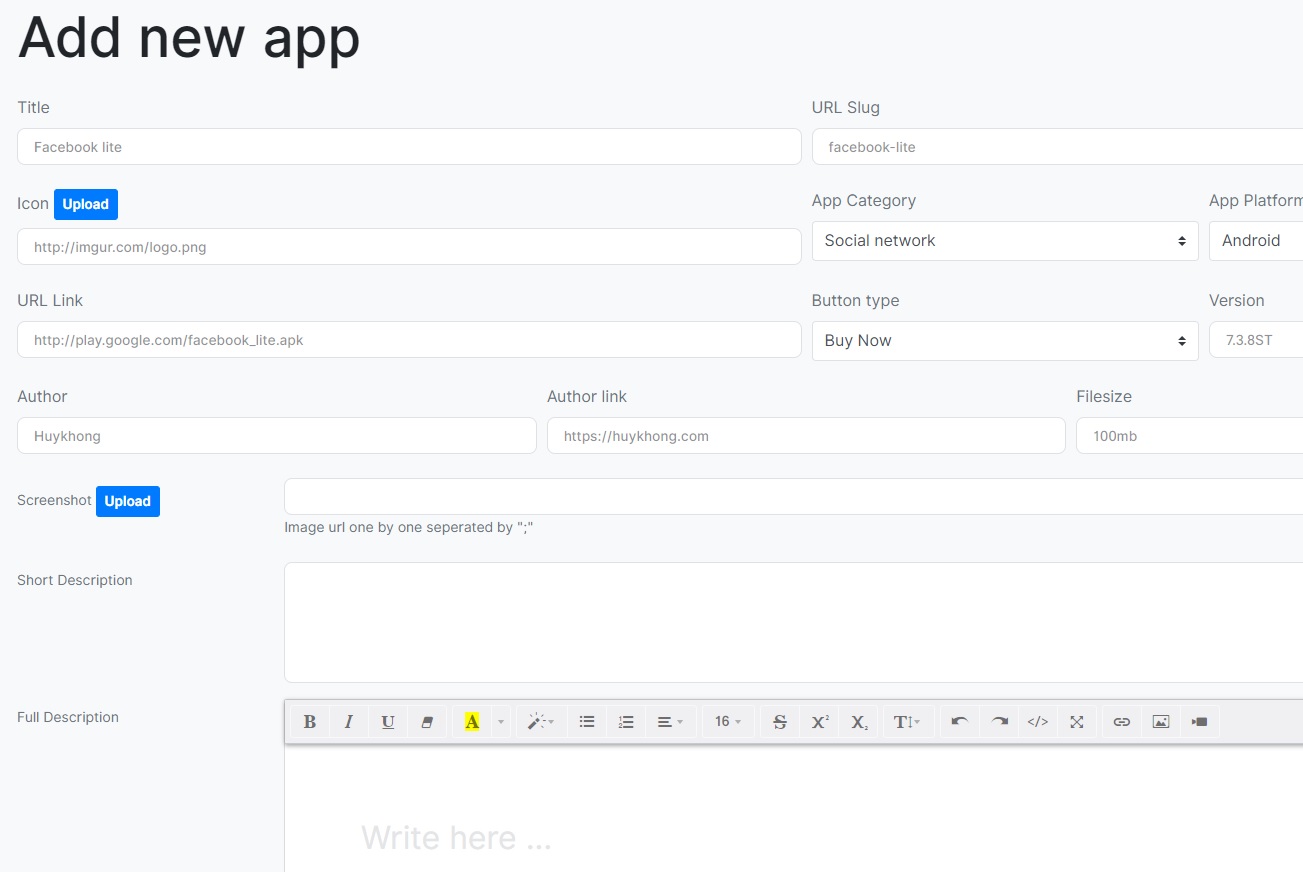 Add new app
Title URL Slug
Facebook lite facebook-lite
Icon Upload App Category App Platform
http://imgur.com/logo.png Social network Android
URL Link Button type Version
http://play.google.com/facebook_lite.apk Buy Now 7.3.8ST
Author Author link Filesize
Huykhong https://huykhong.com 100mb
Screenshot Upload
Image url one by one seperated by ";"
Short Description
Full Description B I U A 16 S X² X₂ T </>
Write here ...